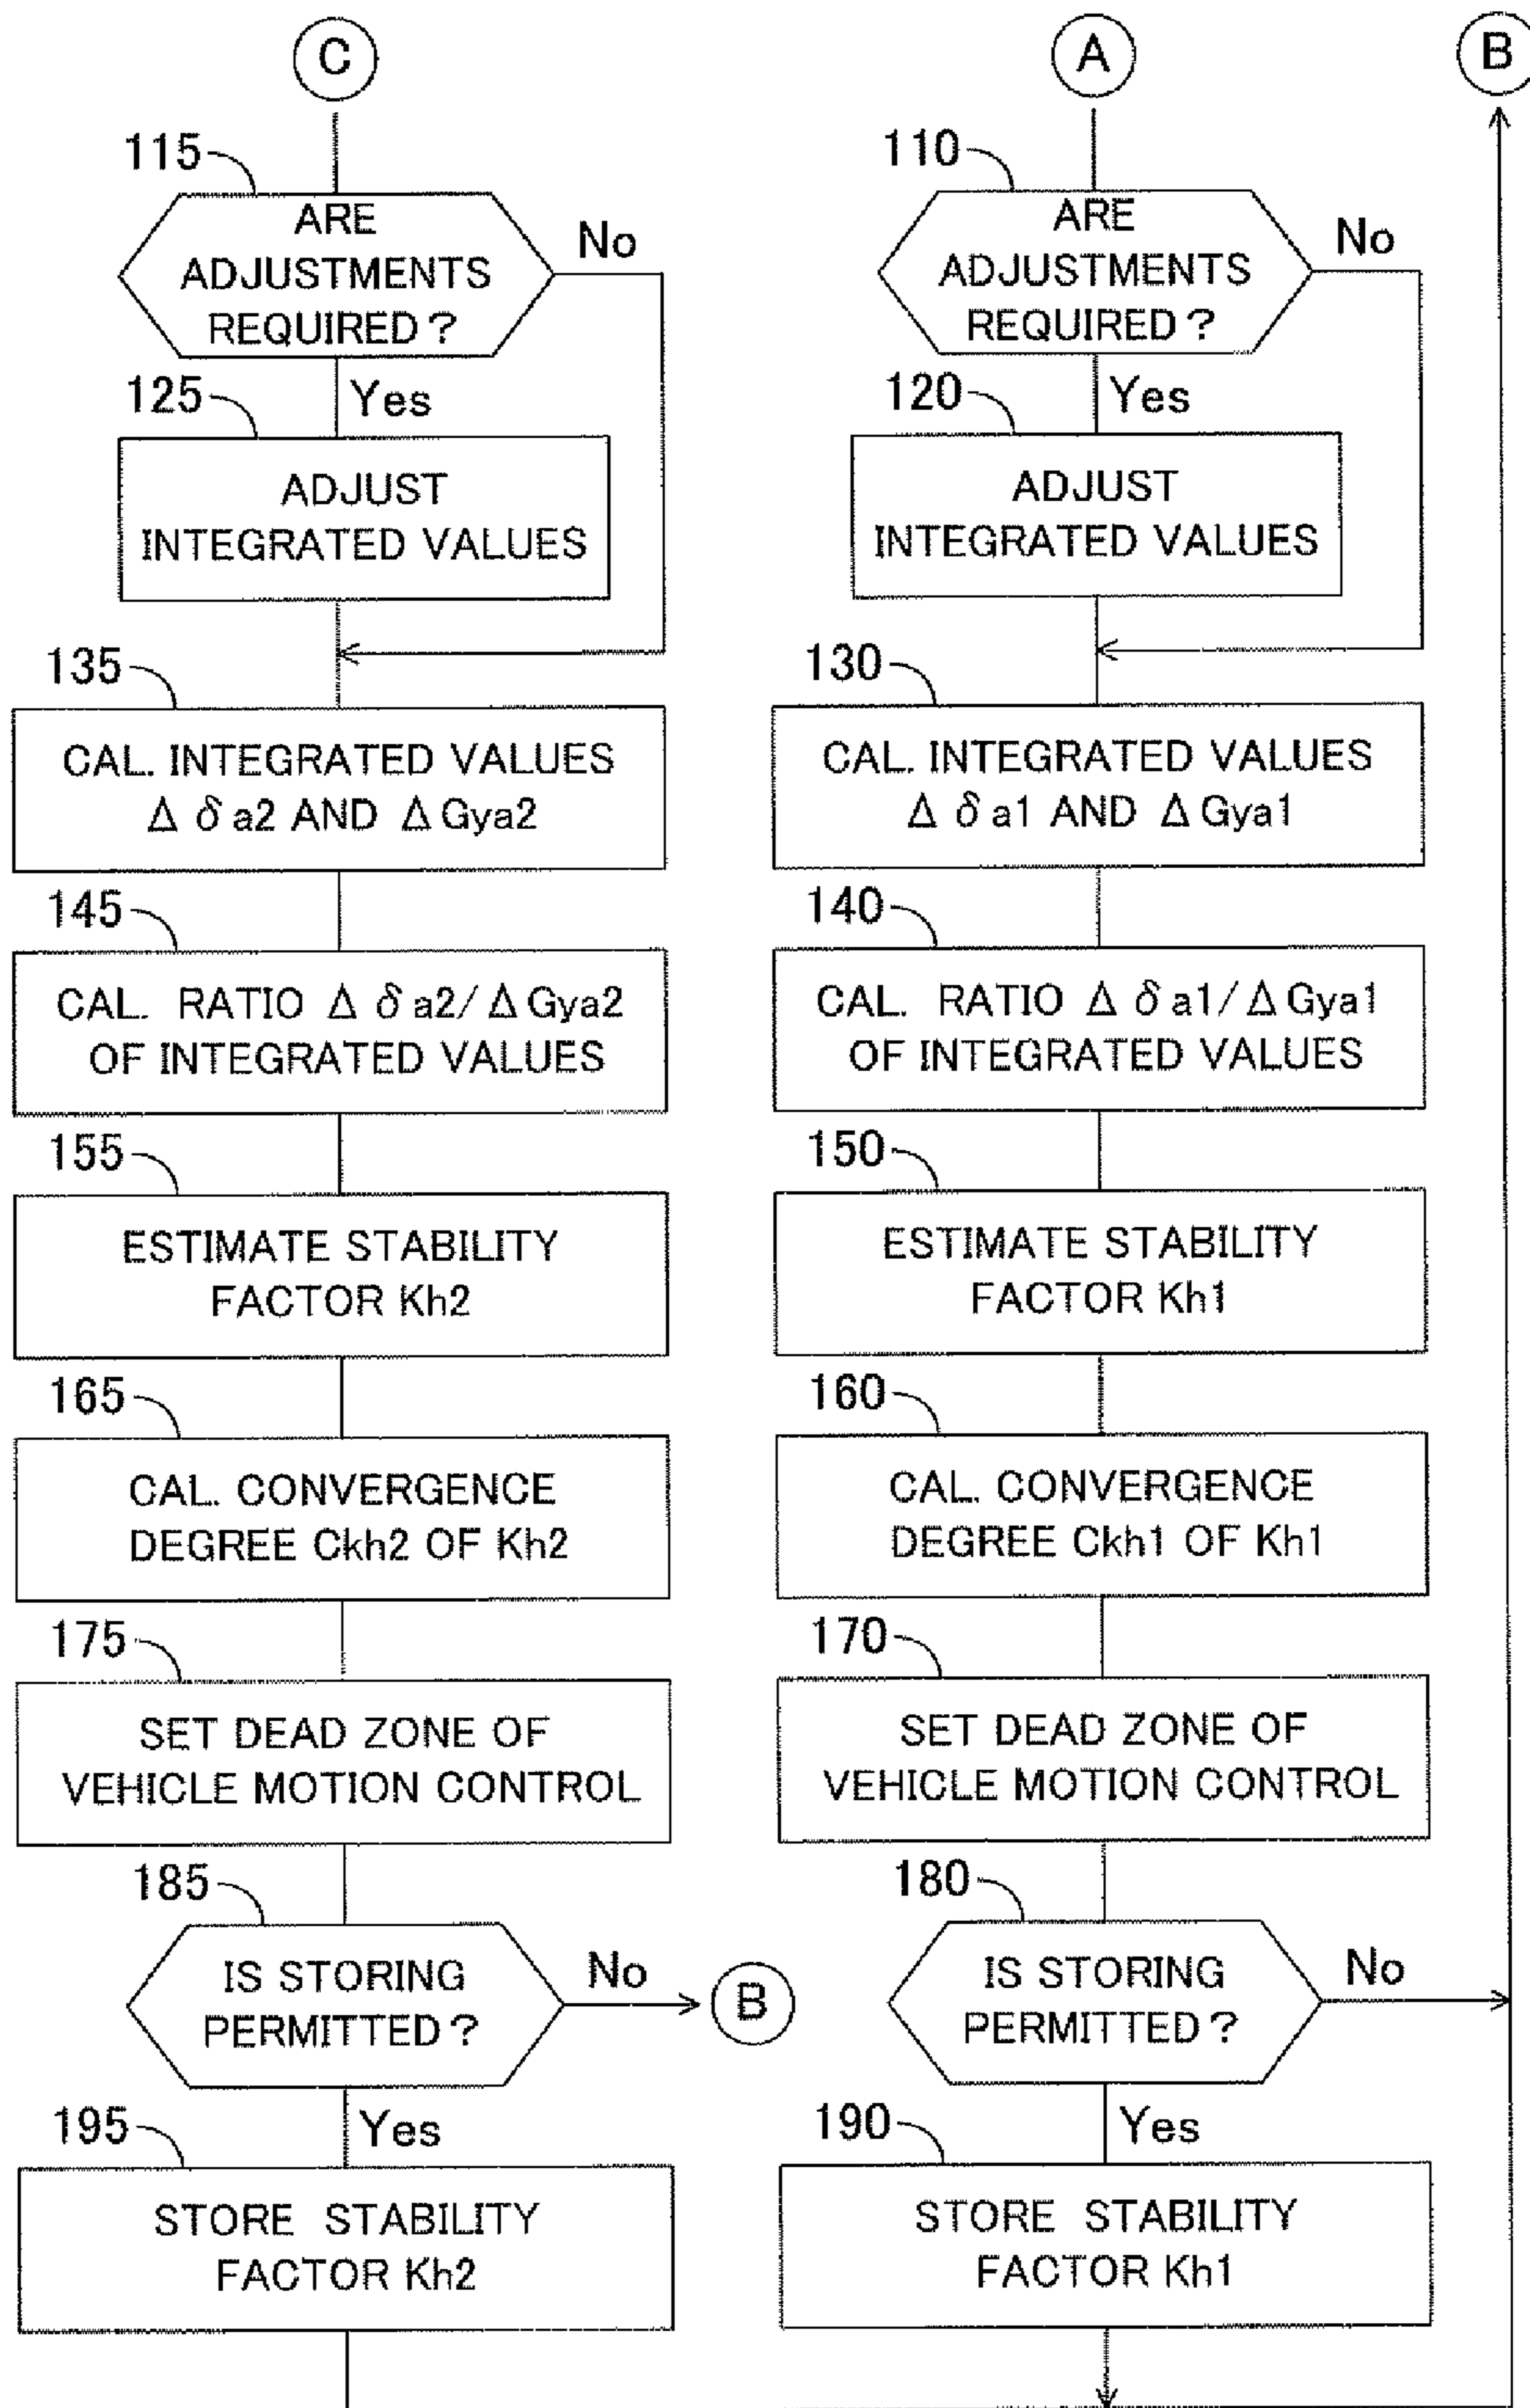 C
115
ARE
ADJUSTMENTS
REQUIRED?
No
Yes
125
ADJUST
INTEGRATED VALUES
135
CAL. INTEGRATED VALUES
Δ δ a2 AND Δ Gya2
145
CAL. RATIO Δ δ a2/Δ Gya2
OF INTEGRATED VALUES
155
ESTIMATE STABILITY
FACTOR Kh2
165
CAL. CONVERGENCE
DEGREE Ckh2 OF Kh2
175
SET DEAD ZONE OF
VEHICLE MOTION CONTROL
185
IS STORING
PERMITTED?
No
B
Yes
195
STORE STABILITY
FACTOR Kh2
A
110
ARE
ADJUSTMENTS
REQUIRED?
No
Yes
120
ADJUST
INTEGRATED VALUES
130
CAL. INTEGRATED VALUES
Δ δ a1 AND Δ Gya1
140
CAL. RATIO Δ δ a1/Δ Gya1
OF INTEGRATED VALUES
150
ESTIMATE STABILITY
FACTOR Kh1
160
CAL. CONVERGENCE
DEGREE Ckh1 OF Kh1
170
SET DEAD ZONE OF
VEHICLE MOTION CONTROL
180
IS STORING
PERMITTED?
No
Yes
190
STORE STABILITY
FACTOR Kh1
B